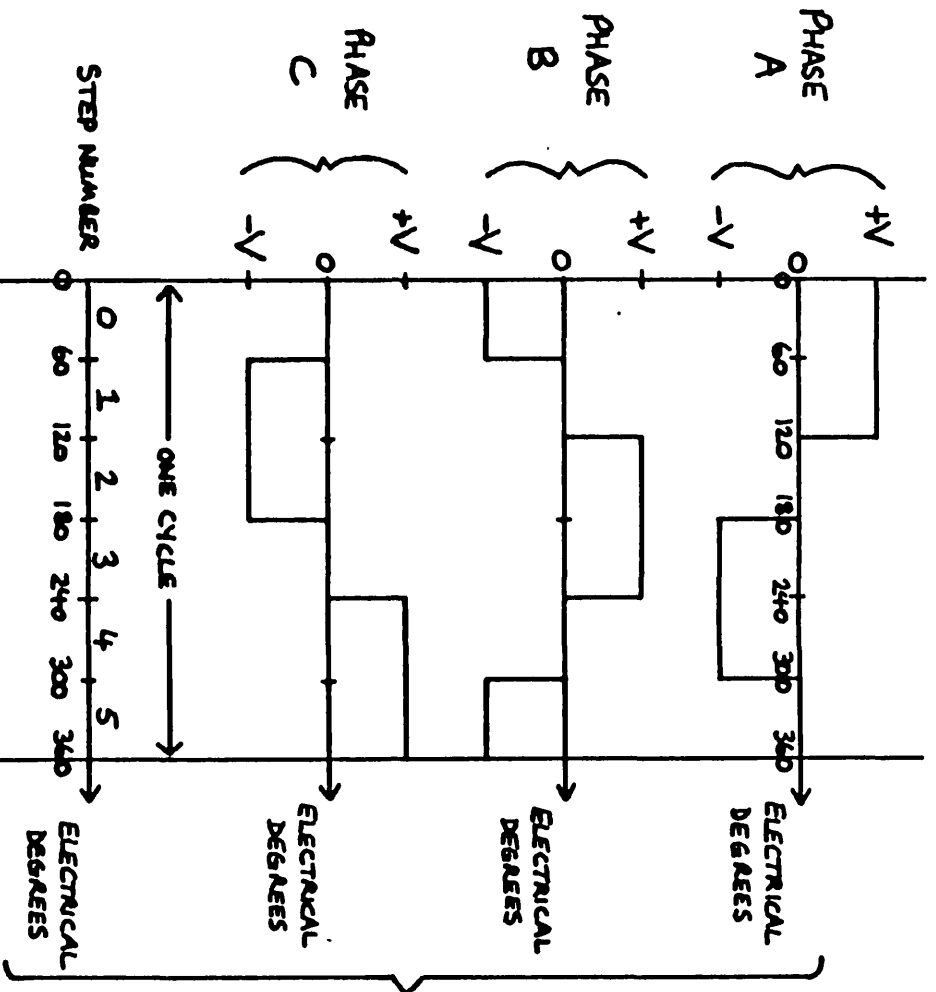 PHASE
A
+V
0
-V
0 60 120 180 240 300 360
ELECTRICAL
DEGREES
PHASE
B
+V
0
-V
ELECTRICAL
DEGREES
PHASE
C
+V
0
-V
ELECTRICAL
DEGREES
ONE CYCLE
STEP NUMBER
0 1 2 3 4 5
0 60 120 180 240 300 360
ELECTRICAL
DEGREES